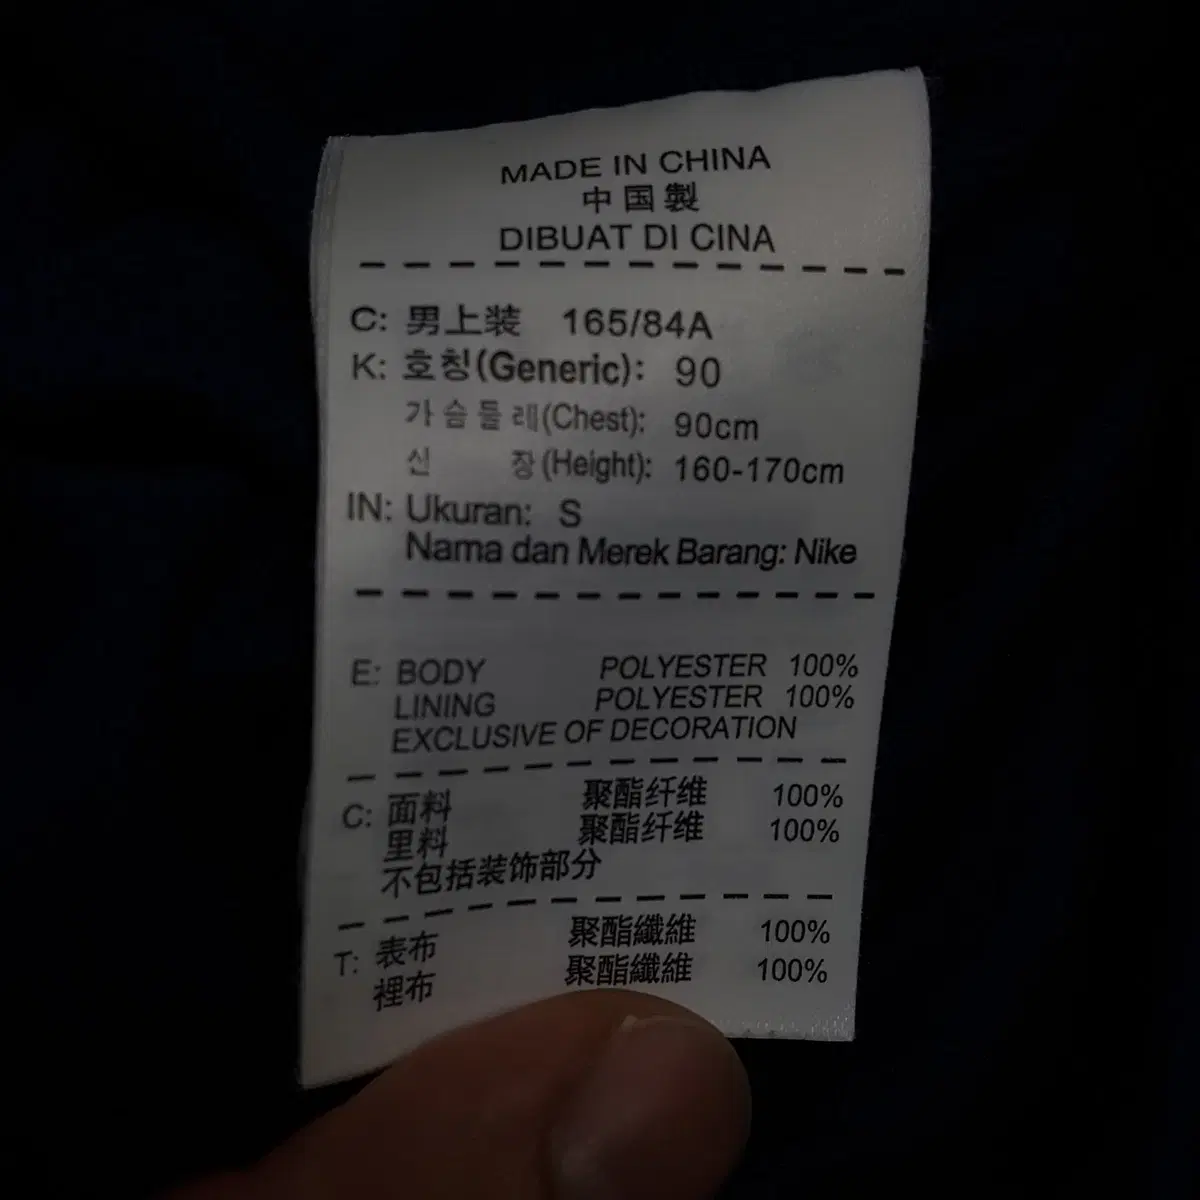 MADE IN CHINA
中国製
DIBUAT DI CINA
C: 男上装 165/84A
K: 호칭(Generic): 90
가슴둘레(Chest): 90cm
신 장(Height): 160-170cm
IN: Ukuran: S
Nama dan Merek Barang: Nike
E: BODY POLYESTER 100%
LINING POLYESTER 100%
EXCLUSIVE OF DECORATION
C: 面料 聚酯纤维 100%
里料 聚酯纤维 100%
不包括装饰部分
T: 表布 聚酯纖維 100%
裡布 聚酯纖維 100%